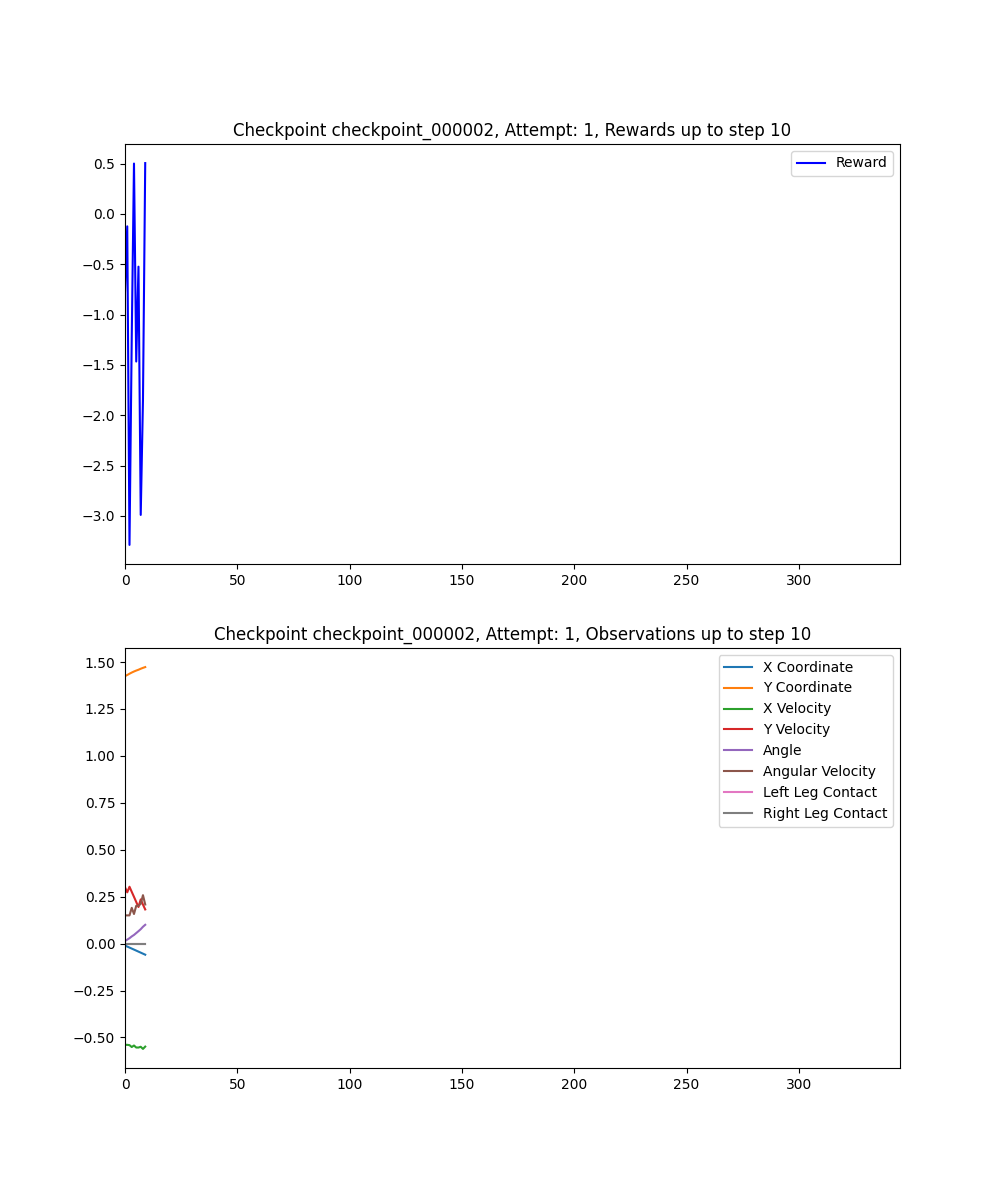 Checkpoint checkpoint_000002, Attempt: 1, Rewards up to step 10
Reward
0.5
0.0
−0.5
−1.0
−1.5
−2.0
−2.5
−3.0
0 50 100 150 200 250 300
Checkpoint checkpoint_000002, Attempt: 1, Observations up to step 10
1.50
1.25
1.00
0.75
0.50
0.25
0.00
−0.25
−0.50
X Coordinate
Y Coordinate
X Velocity
Y Velocity
Angle
Angular Velocity
Left Leg Contact
Right Leg Contact
0 50 100 150 200 250 300